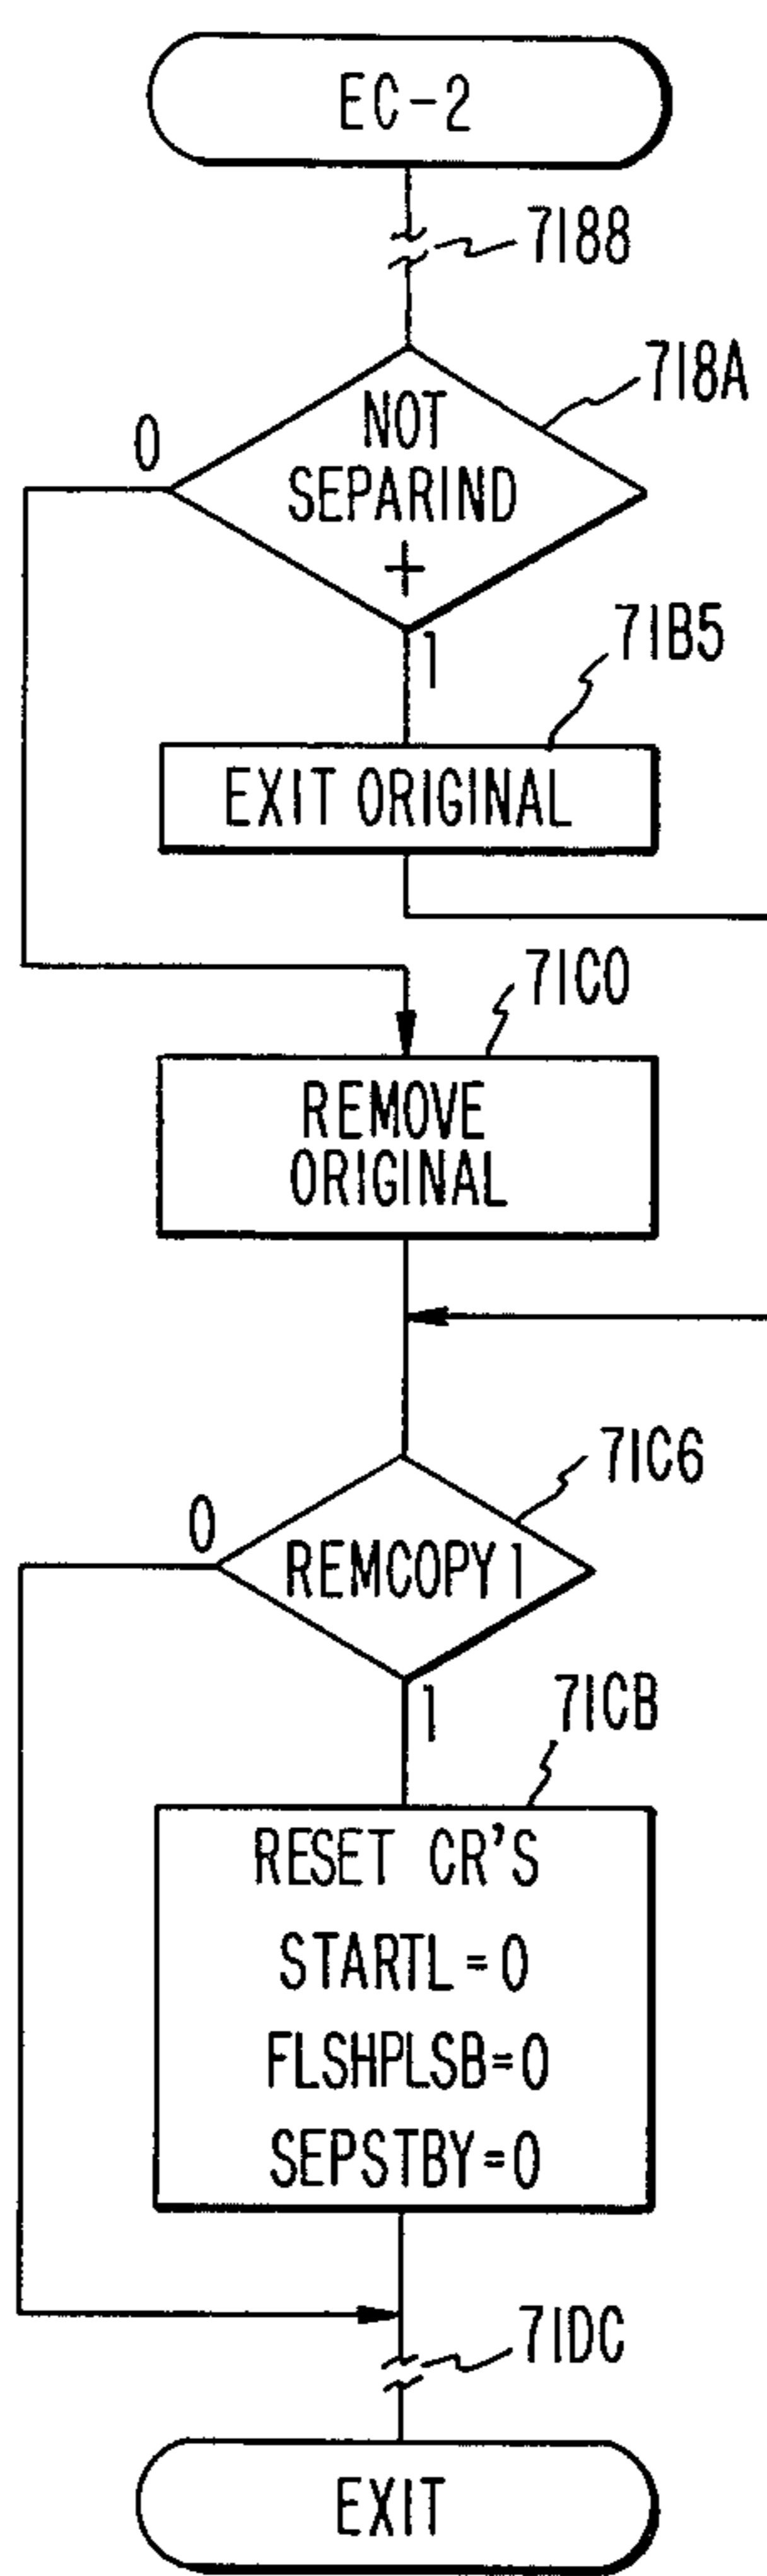 EC-2
7188
718A
0
NOT
SEPARIND
+
1
71B5
EXIT ORIGINAL
71C0
REMOVE
ORIGINAL
71C6
0
REMCOPY 1
1
71CB
RESET CR'S
STARTL = 0
FLSHPLSB=0
SEPSTBY=0
71DC
EXIT